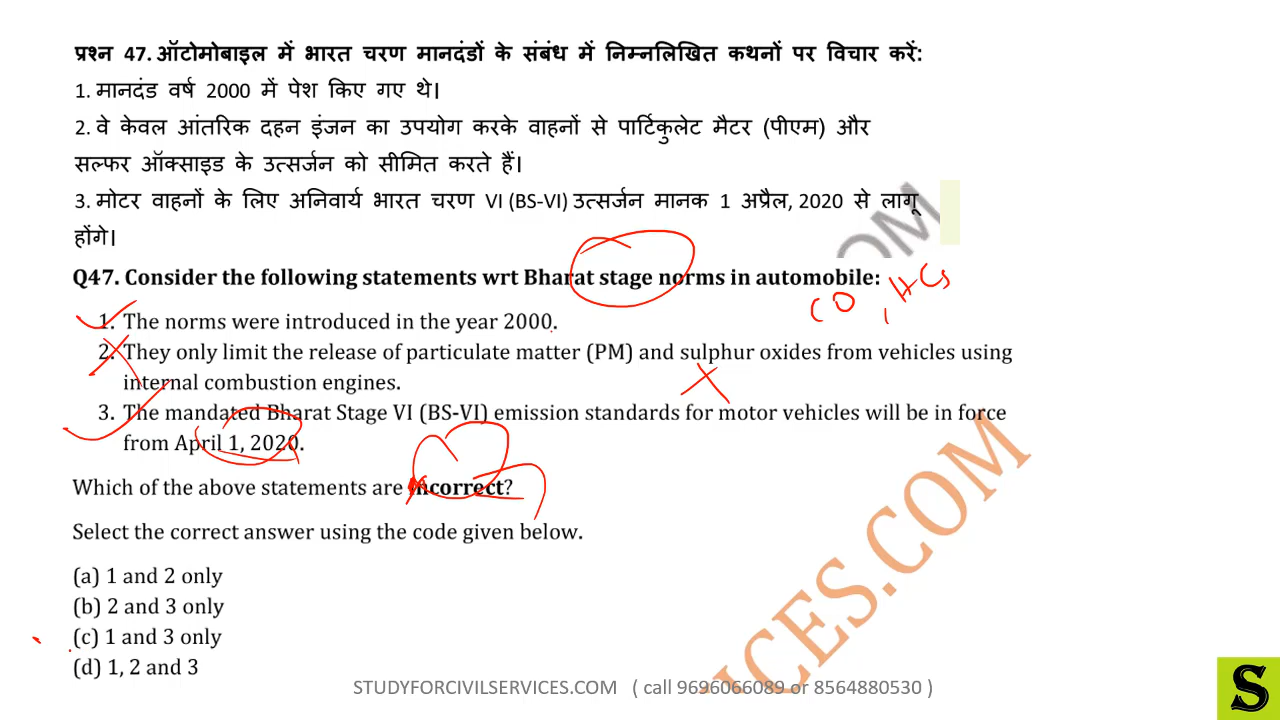 प्रश्न 47. ऑटोमोबाइल में भारत चरण मानदंडों के संबंध में निम्नलिखित कथनों पर विचार करें:
1. मानदंड वर्ष 2000 में पेश किए गए थे।
2. वे केवल आंतरिक दहन इंजन का उपयोग करके वाहनों से पार्टिकुलेट मैटर (पीएम) और
सल्फर ऑक्साइड के उत्सर्जन को सीमित करते हैं।
3. मोटर वाहनों के लिए अनिवार्य भारत चरण VI (BS-VI) उत्सर्जन मानक 1 अप्रैल, 2020 से लागू
होंगे।
Q47. Consider the following statements wrt Bharat stage norms in automobile:
CO, HCs
1. The norms were introduced in the year 2000.
2. They only limit the release of particulate matter (PM) and sulphur oxides from vehicles using
internal combustion engines.
3. The mandated Bharat Stage VI (BS-VI) emission standards for motor vehicles will be in force
from April 1, 2020.
Which of the above statements are incorrect?
Select the correct answer using the code given below.
(a) 1 and 2 only
(b) 2 and 3 only
(c) 1 and 3 only
(d) 1, 2 and 3
STUDYFORCIVILSERVICES.COM ( call 9696066089 or 8564880530 )
ICES.COM
OM
S